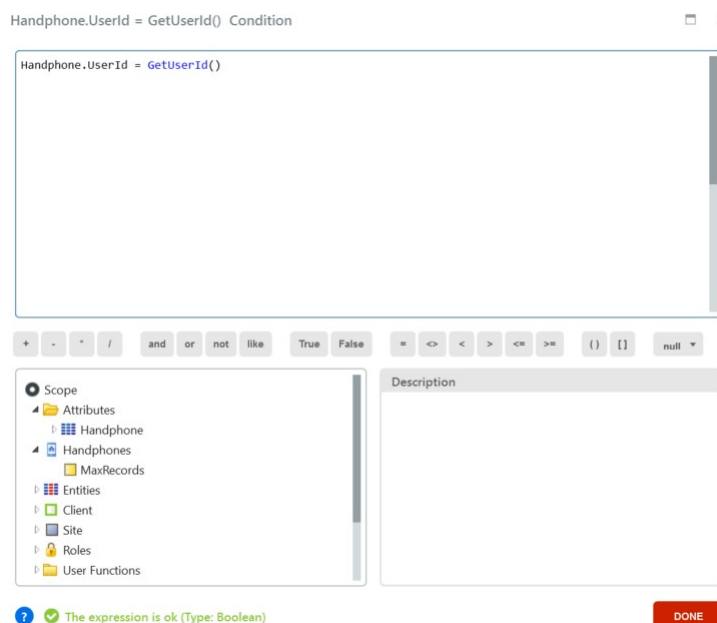 Handphone.UserId = GetUserId() Condition
Handphone.UserId = GetUserId()
+ - * / and or not like True False = <> < > <= >= () [] null
Scope
Attributes
Handphone
Handphones
MaxRecords
Entities
Client
Site
Roles
User Functions
Description
? The expression is ok (Type: Boolean)
DONE